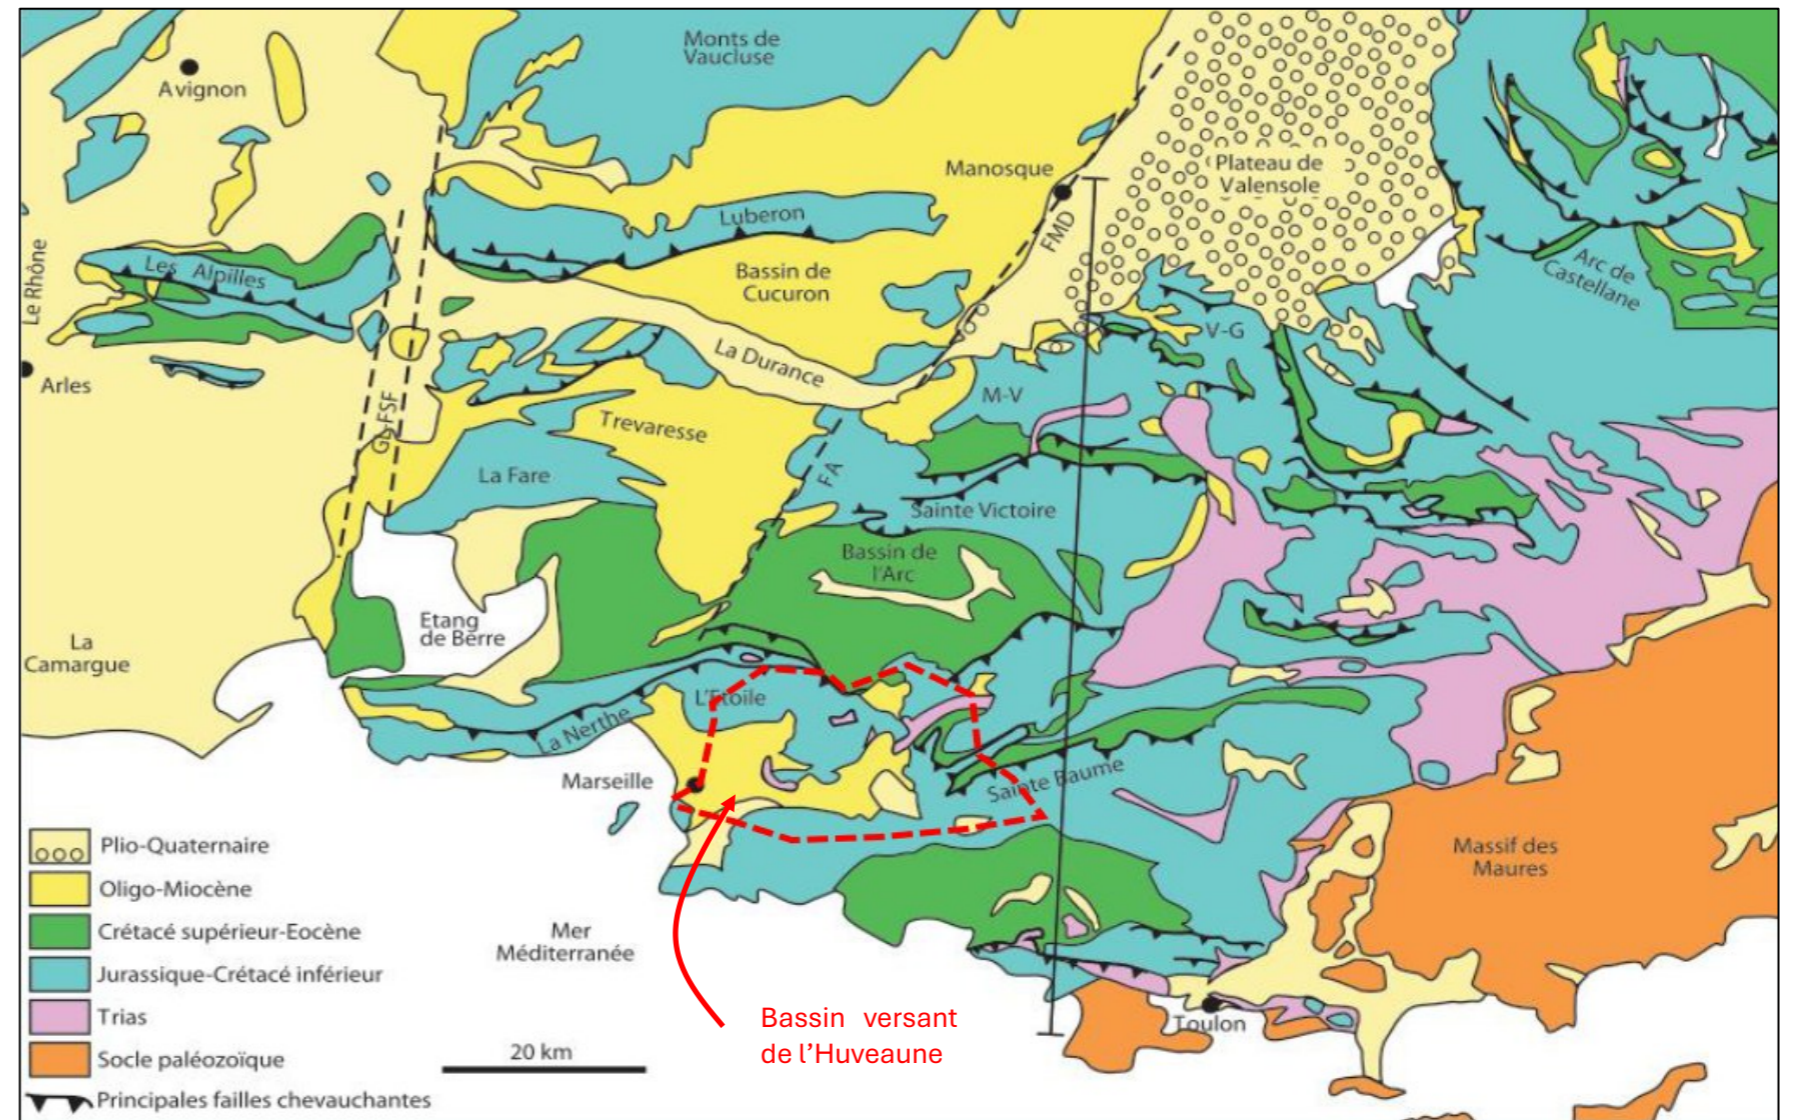 Monts de
Vaucluse
Avignon
Manosque
Plateau de
Valensole
Luberon
FMD
Le Rhône
Les Alpilles
Bassin de
Cucuron
Arc de
Castellane
V-G
La Durance
Arles
M-V
Trevaresse
La Fare
FA
Sainte Victoire
Bassin de
l'Arc
Etang
de Berre
La
Camargue
L'Etoile
La Nerthe
Marseille
Sainte Baume
Massif des
Maures
Mer
Méditerranée
Toulon
Bassin versant
de l’Huveaune
Plio-Quaternaire
Oligo-Miocène
Crétacé supérieur-Eocène
Jurassique-Crétacé inférieur
Trias
Socle paléozoïque
Principales failles chevauchantes
20 km